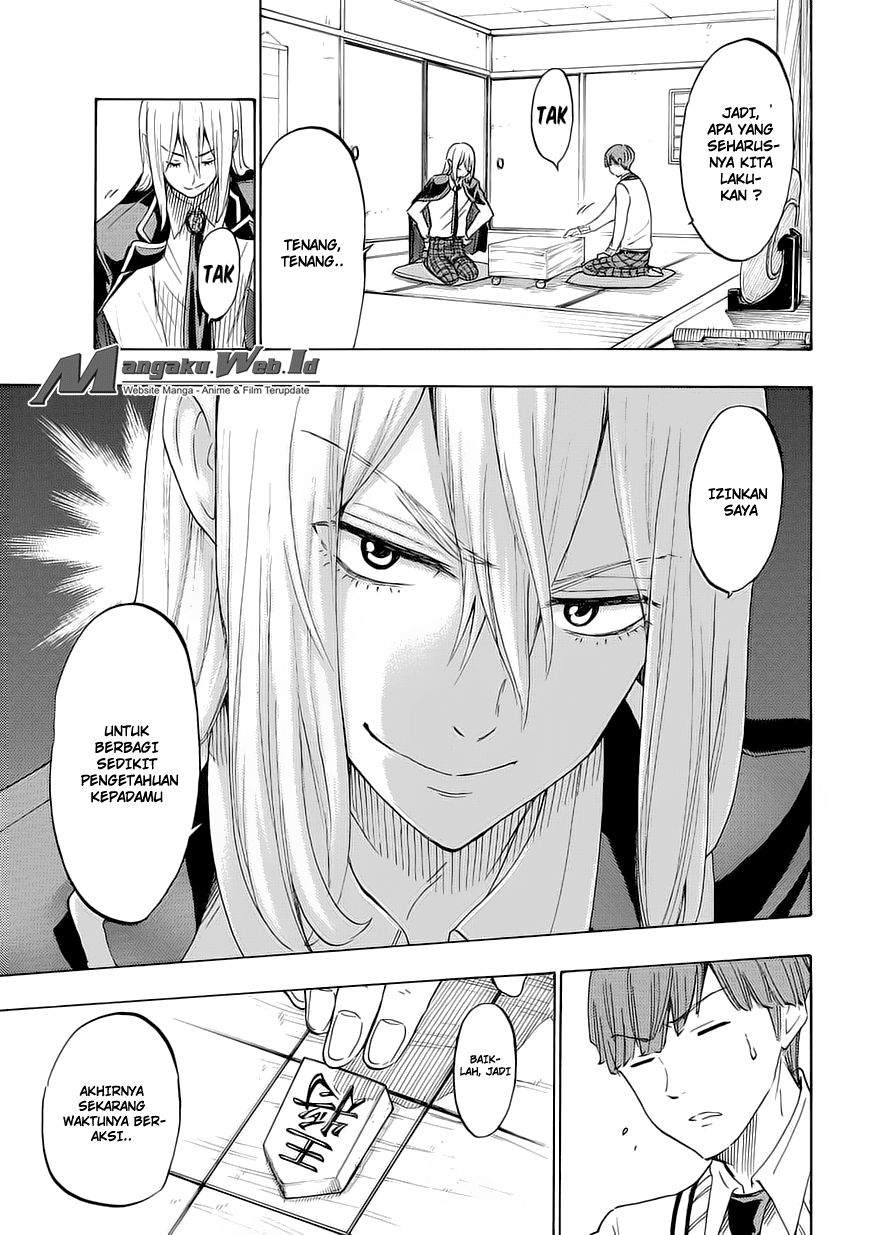 JADI,
APA YANG
SEHARUS-
NYA KITA
LAKU-
KAN ?
TAK
TENANG,
TENANG..
TAK
Mangaku.Web.Id
Website Manga - Anime & Film Terupdate
IZINKAN
SAYA
UNTUK
BERBAGI
SEDIKIT
PENGETAHUAN
KEPADAMU
BAIK-
LAH, JADI
AKHIRNYA
SEKARANG
WAKTUNYA BER-
AKSI..